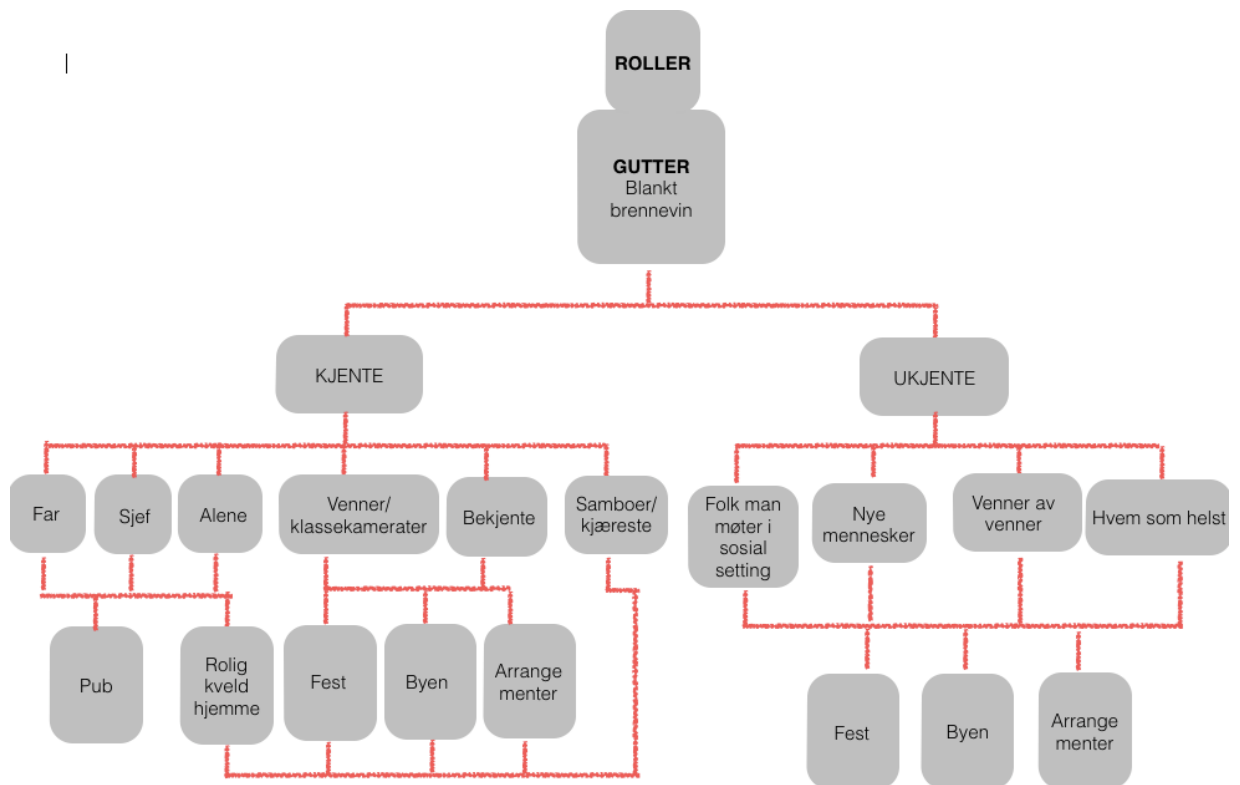 ROLLER
GUTTER
Blankt
brennevin
KJENTE
UKJENTE
Far
Sjef
Alene
Venner/
klassekamerater
Bekjente
Samboer/
kjæreste
Folk man
møter i
sosial
setting
Nye
mennesker
Venner av
venner
Hvem som helst
Pub
Rolig
kveld
hjemme
Fest
Byen
Arrange
menter
Fest
Byen
Arrange
menter